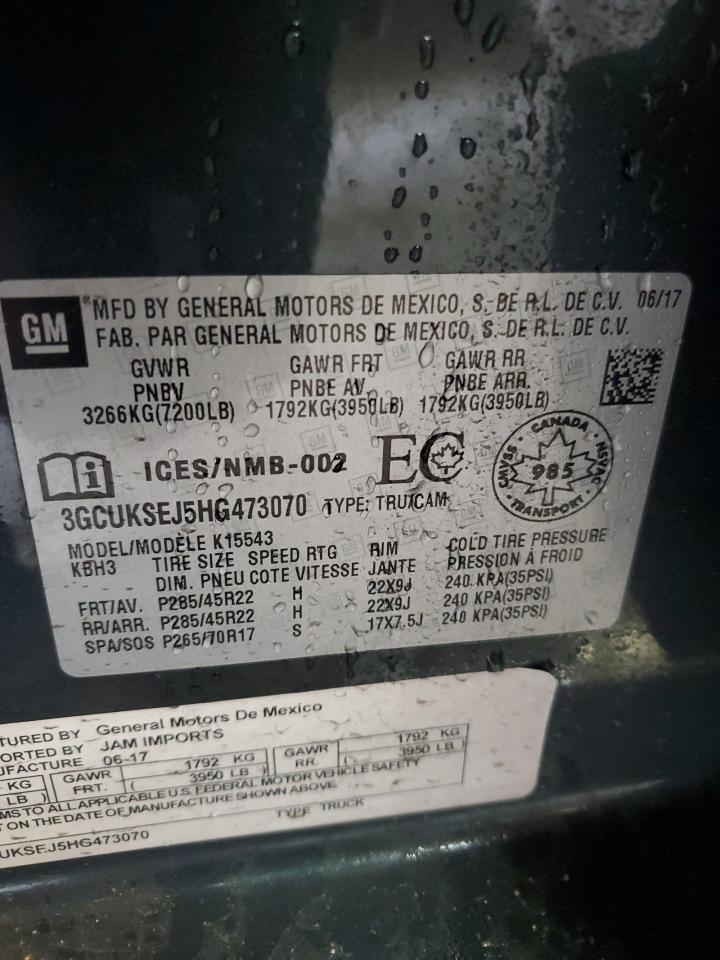 GM
®MFD BY GENERAL MOTORS DE MEXICO, S. DE R.L. DE C.V. 06/17
FAB. PAR GENERAL MOTORS DE MEXICO, S. DE R.L. DE C.V.
GVWR GAWR FRT GAWR RR
PNBV PNBE AV. PNBE ARR.
3266KG(7200LB) 1792KG(3950LB) 1792KG(3950LB)
i ICES/NMB-002 EC
CANADA
985
TRANSPORT
CMVSS NSVAC
3GCUKSEJ5HG473070 TYPE: TRU/CAM
MODEL/MODÈLE K15543
KBH3 TIRE SIZE SPEED RTG RIM COLD TIRE PRESSURE
DIM. PNEU COTE VITESSE JANTE PRESSION À FROID
FRT/AV. P285/45R22 H 22X9J 240 KPA(35PSI)
RR/ARR. P285/45R22 H 22X9J 240 KPA(35PSI)
SPA/SOS P265/70R17 S 17X7.5J 240 KPA(35PSI)
TURED BY General Motors De Mexico
ORTED BY JAM IMPORTS
UFACTURE 06-17
KG GAWR 1792 KG GAWR 1792 KG
LB ) FRT. ( 3950 LB ) RR. ( 3950 LB )
MS TO ALL APPLICABLE U.S. FEDERAL MOTOR VEHICLE SAFETY
T ON THE DATE OF MANUFACTURE SHOWN ABOVE
UKSEJ5HG473070 TYPE TRUCK